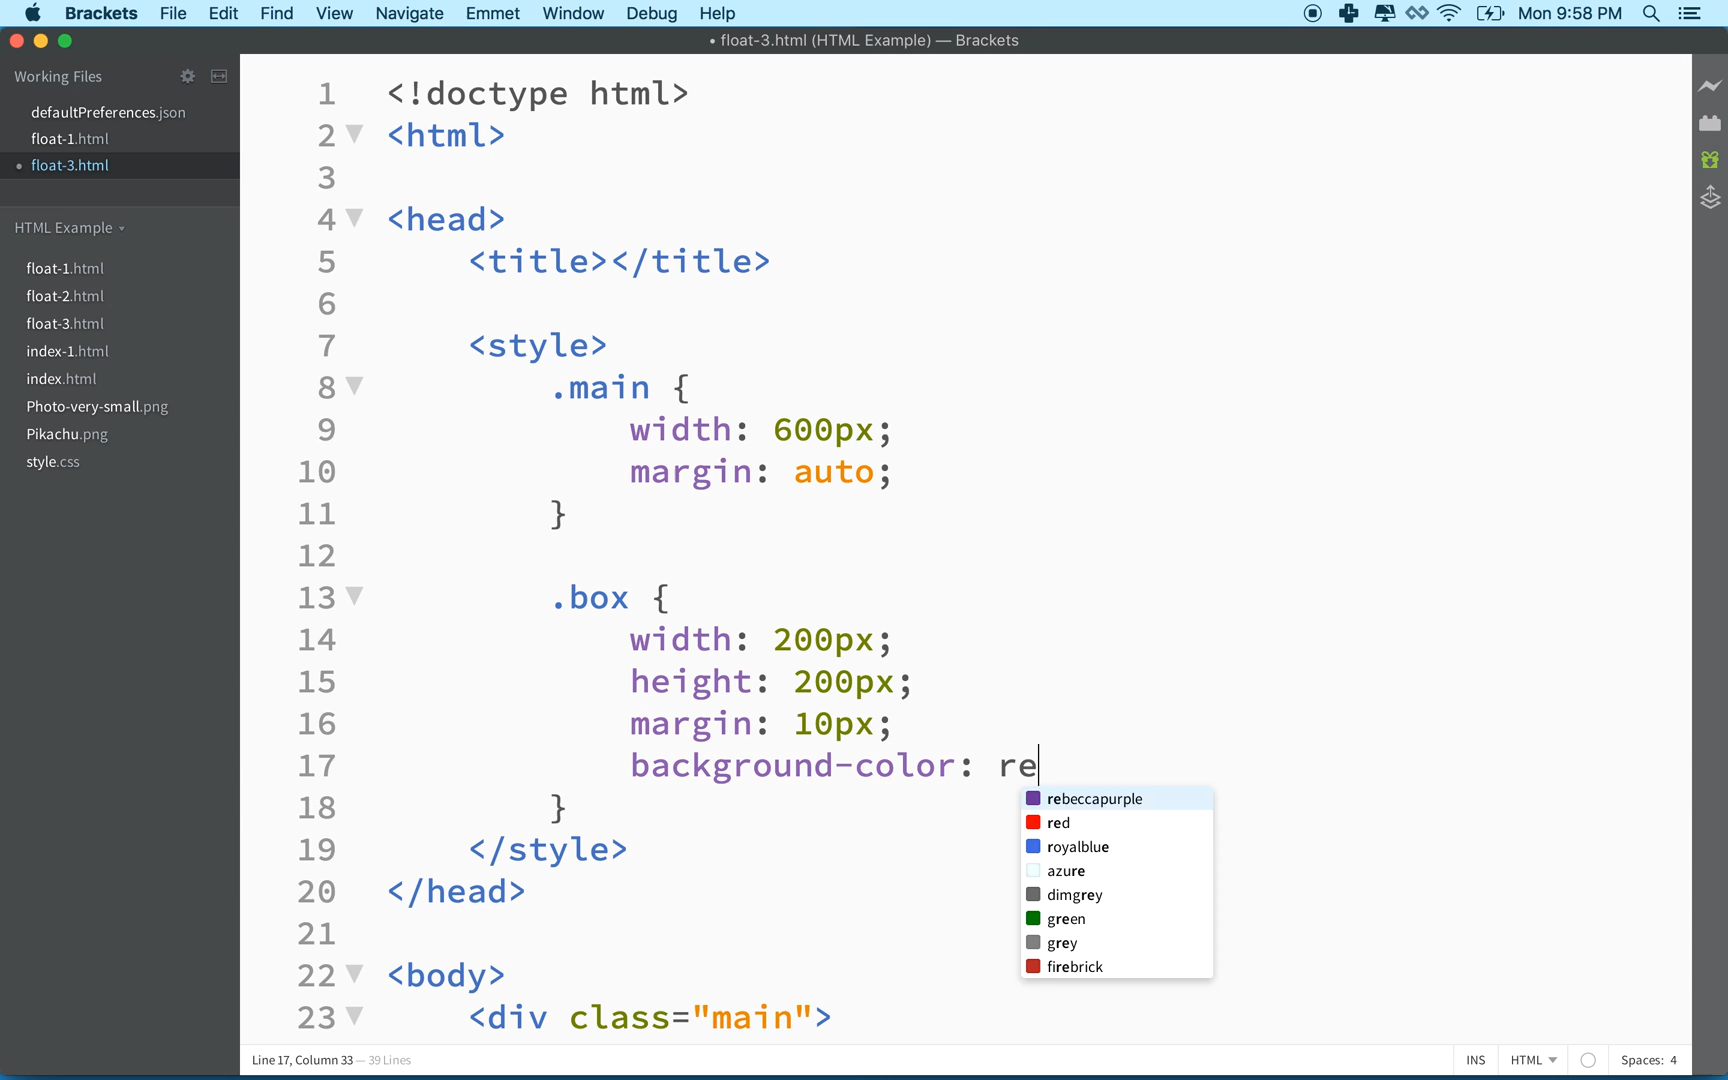 Brackets File Edit Find View Navigate Emmet Window Debug Help Mon 9:58 PM
• float-3.html (HTML Example) — Brackets
Working Files
defaultPreferences.json
float-1.html
• float-3.html
HTML Example ▾
float-1.html
float-2.html
float-3.html
index-1.html
index.html
Photo-very-small.png
Pikachu.png
style.css
1 <!doctype html>
2 <html>
3
4 <head>
5 <title></title>
6
7 <style>
8 .main {
9 width: 600px;
10 margin: auto;
11 }
12
13 .box {
14 width: 200px;
15 height: 200px;
16 margin: 10px;
17 background-color: re
18 }
19 </style>
20 </head>
21
22 <body>
23 <div class="main">
rebeccapurple
red
royalblue
azure
dimgrey
green
grey
firebrick
Line 17, Column 33 — 39 Lines INS HTML Spaces: 4